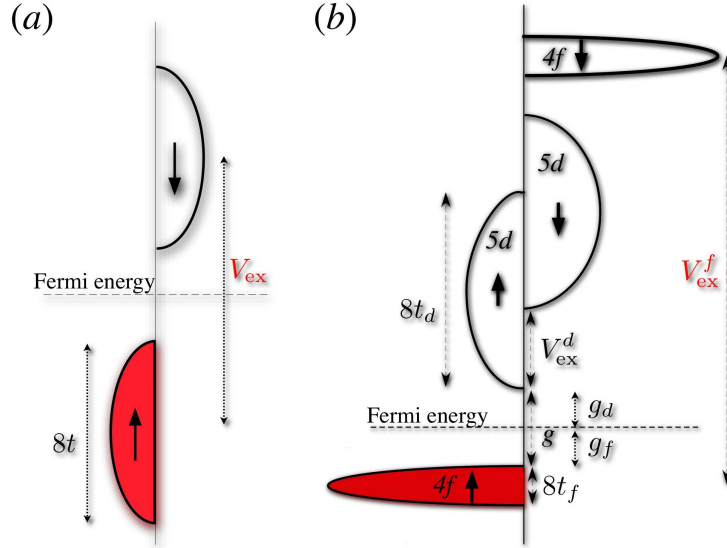 (a)
Fermi energy
V_ex
8t
(b)
4f
5d
5d
8t_d
V_ex^d
V_ex^f
Fermi energy
g
g_d
g_f
4f
8t_f